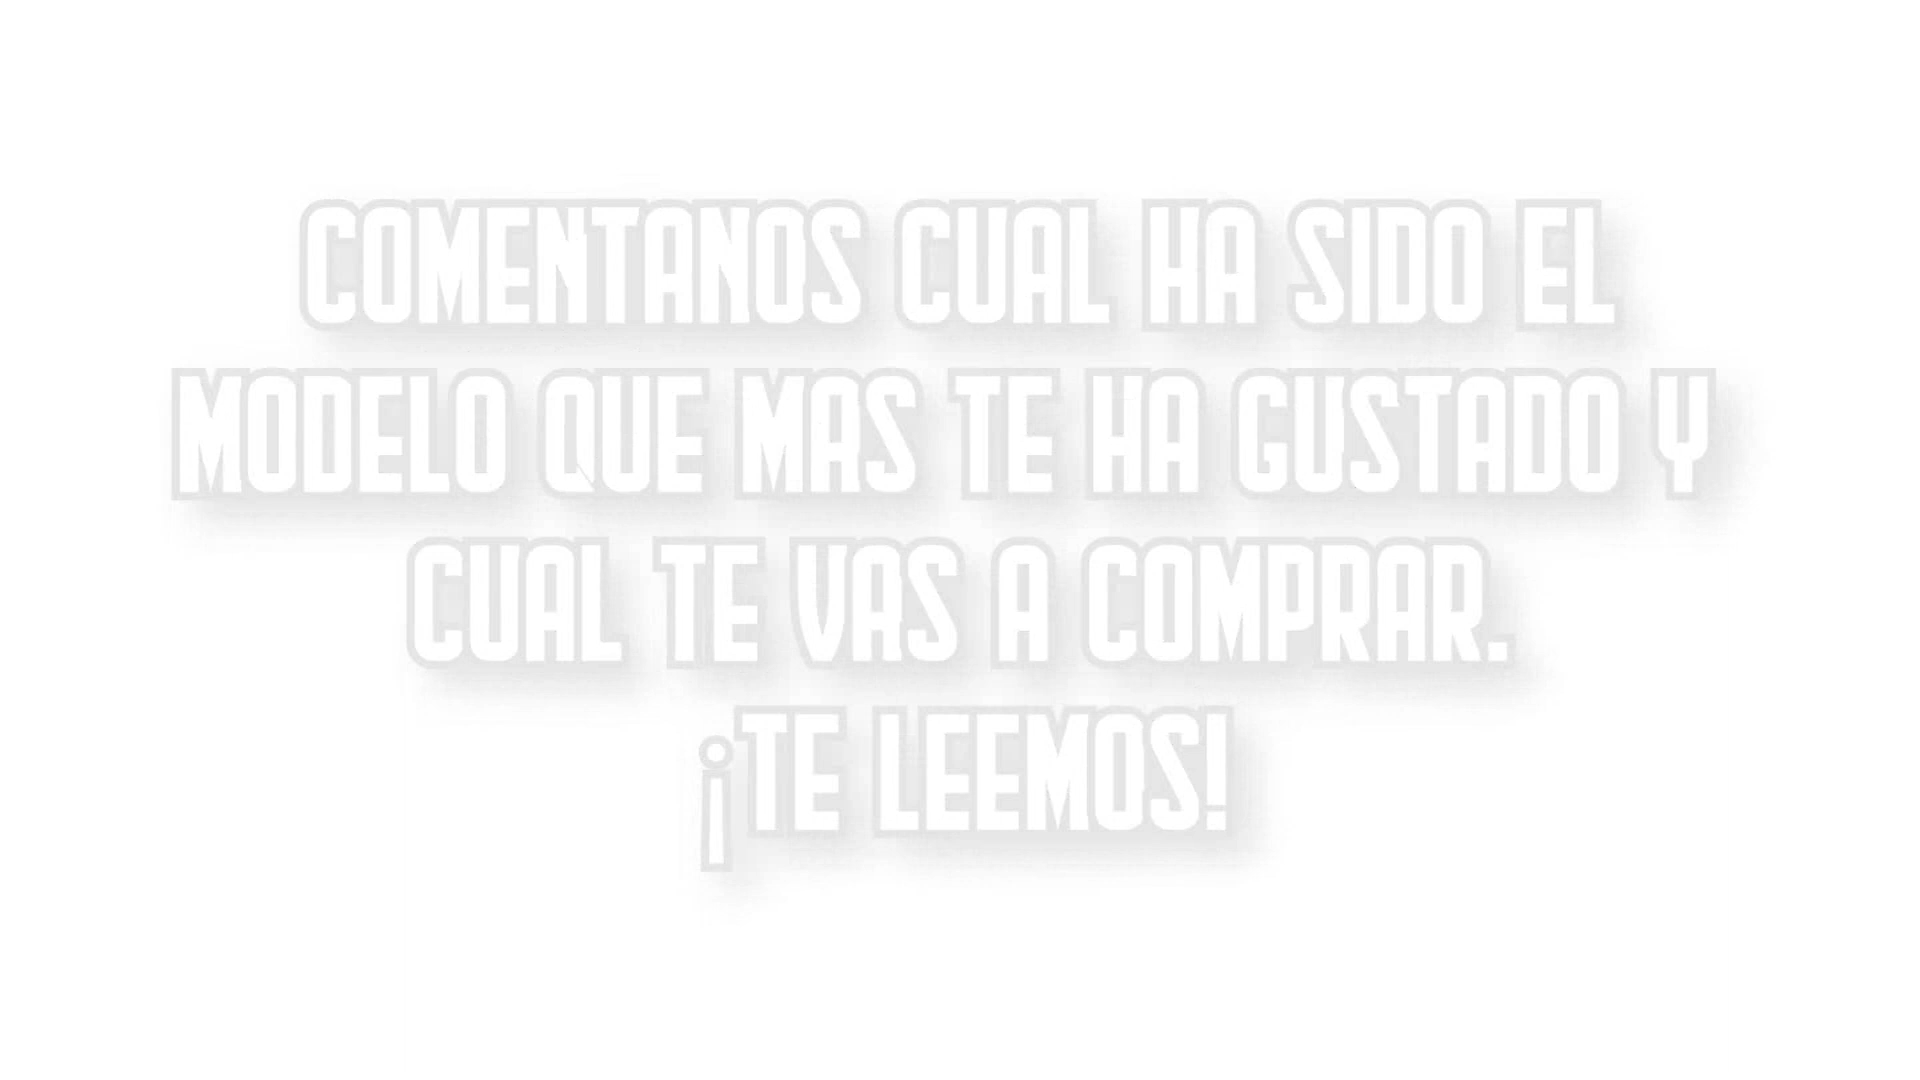 COMENTANOS CUAL HA SIDO EL
MODELO QUE MAS TE HA GUSTADO Y
CUAL TE VAS A COMPRAR.
¡TE LEEMOS!